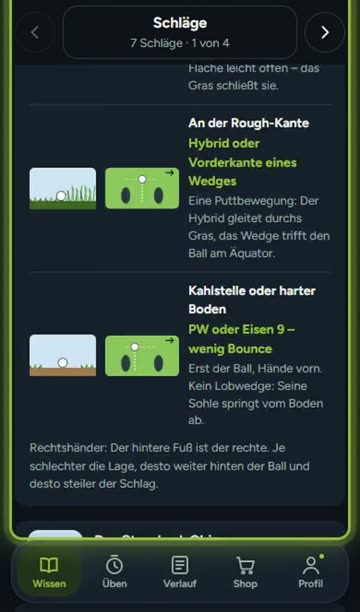 Schläge
7 Schläge · 1 von 4
Fläche leicht offen – das
Gras schließt sie.
An der Rough-Kante
Hybrid oder
Vorderkante eines
Wedges
Eine Puttbewegung: Der
Hybrid gleitet durchs
Gras, das Wedge trifft den
Ball am Äquator.
Kahlstelle oder harter
Boden
PW oder Eisen 9 –
wenig Bounce
Erst der Ball, Hände vorn.
Kein Lobwedge: Seine
Sohle springt vom Boden
ab.
Rechtshänder: Der hintere Fuß ist der rechte. Je
schlechter die Lage, desto weiter hinten der Ball und
desto steiler der Schlag.
Wissen
Üben
Verlauf
Shop
Profil